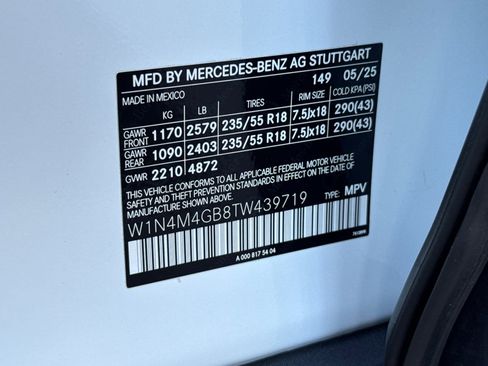 MFD BY MERCEDES-BENZ AG STUTTGART
MADE IN MEXICO 149 05/25
KG LB TIRES RIM SIZE COLD KPA (PSI)
GAWR FRONT 1170 2579 235/55 R18 7.5Jx18 290(43)
GAWR REAR 1090 2403 235/55 R18 7.5Jx18 290(43)
GVWR 2210 4872
THIS VEHICLE CONFORMS TO ALL APPLICABLE FEDERAL MOTOR VEHICLE
SAFETY AND THEFT PREVENTION STANDARDS IN EFFECT ON THE DATE OF
MANUFACTURE SHOWN ABOVE.
W1N4M4GB8TW439719 TYPE: MPV
A 000 817 54 04